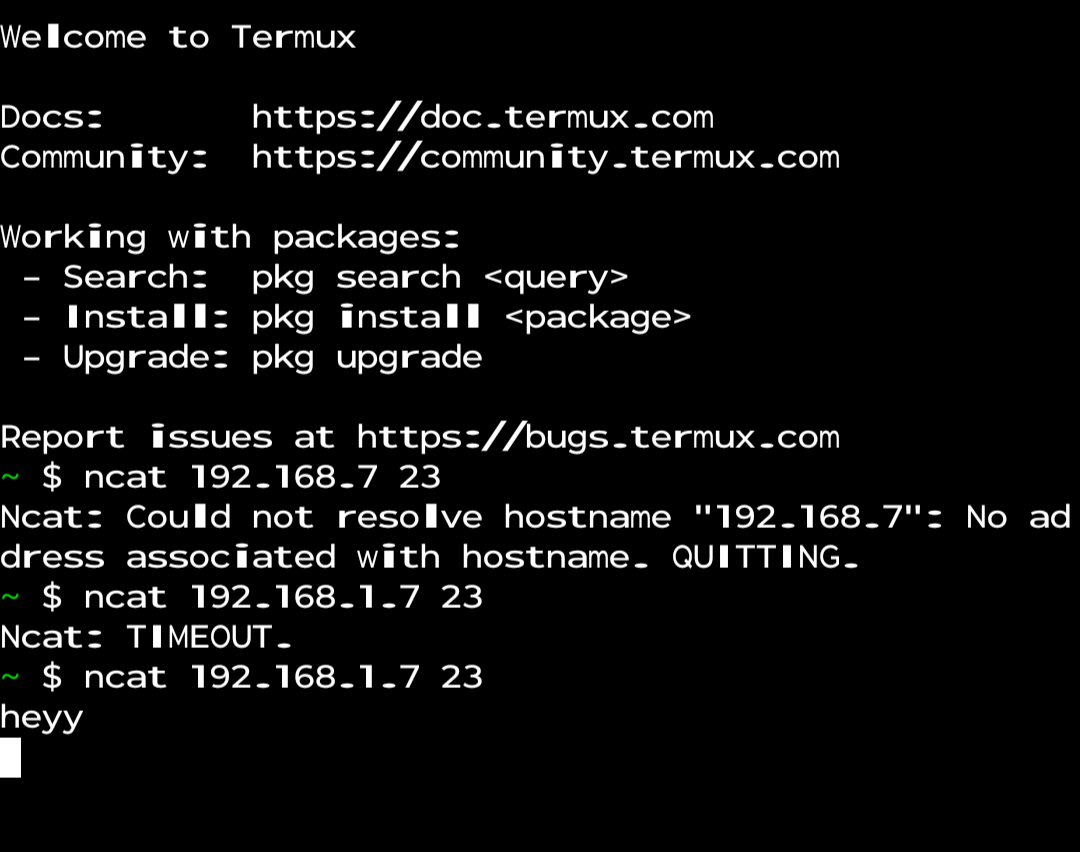 Welcome to Termux
Docs:       https://doc.termux.com
Community:  https://community.termux.com
Working with packages:
 - Search:  pkg search <query>
 - Install: pkg install <package>
 - Upgrade: pkg upgrade
Report issues at https://bugs.termux.com
~ $ ncat 192.168.7 23
Ncat: Could not resolve hostname "192.168.7": No ad
dress associated with hostname. QUITTING.
~ $ ncat 192.168.1.7 23
Ncat: TIMEOUT.
~ $ ncat 192.168.1.7 23
heyy